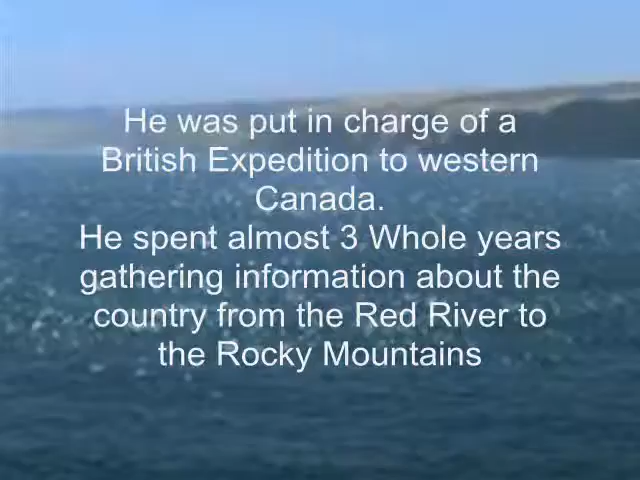 He was put in charge of a
British Expedition to western
Canada.
He spent almost 3 Whole years
gathering information about the
country from the Red River to
the Rocky Mountains